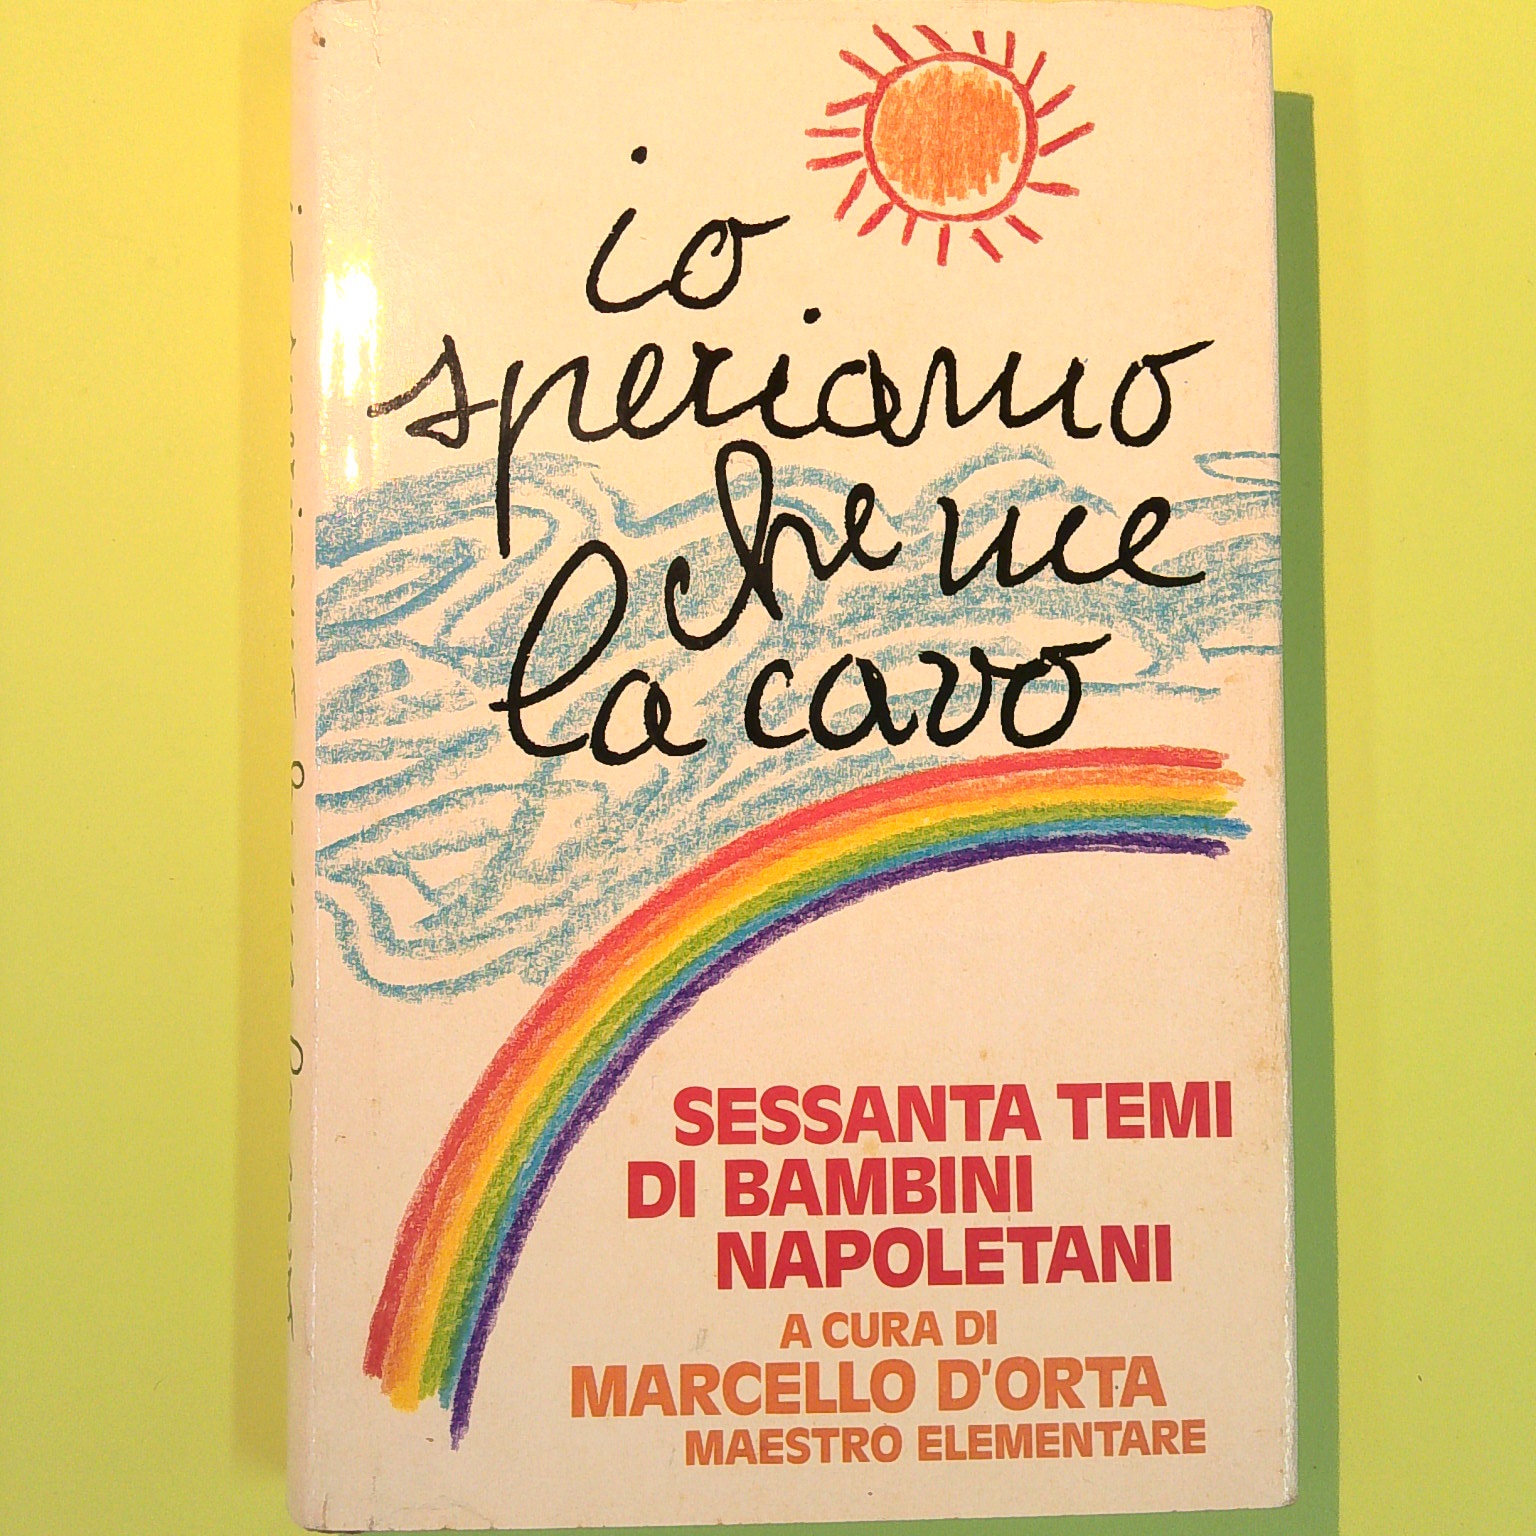 io
speriamo
che me
la cavo
SESSANTA TEMI
DI BAMBINI
NAPOLETANI
A CURA DI
MARCELLO D'ORTA
MAESTRO ELEMENTARE